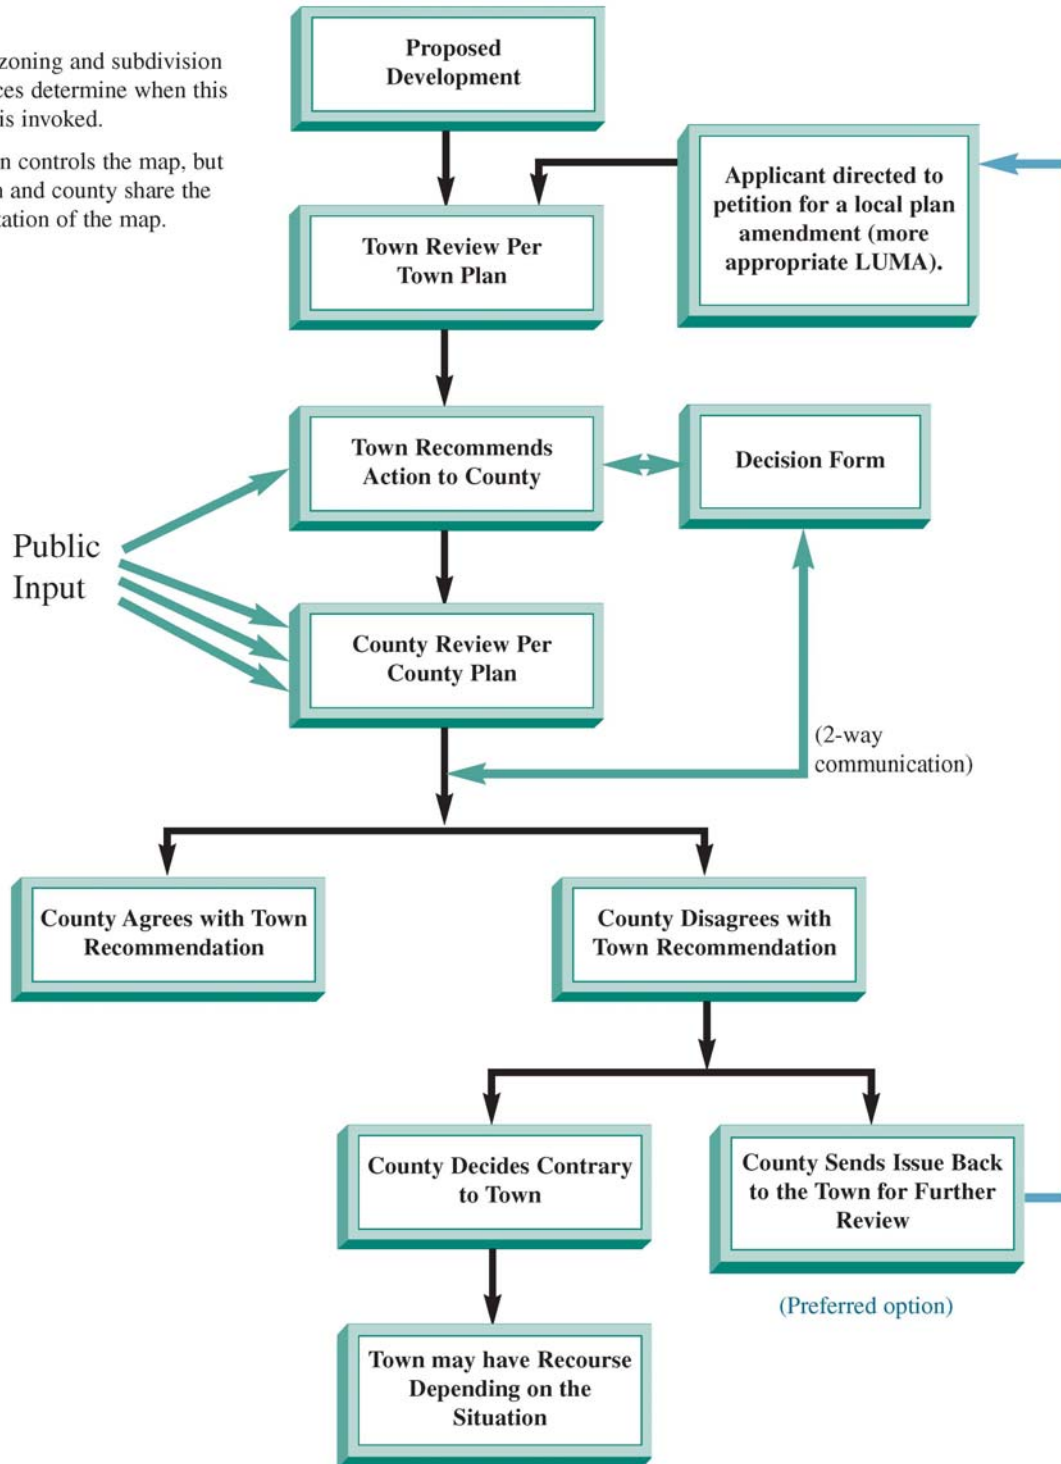 zoning and subdivision
ces determine when this
is invoked.
n controls the map, but
n and county share the
tation of the map.
Proposed
Development
Applicant directed to
petition for a local plan
amendment (more
appropriate LUMA).
Town Review Per
Town Plan
Town Recommends
Action to County
Decision Form
Public
Input
County Review Per
County Plan
(2-way
communication)
County Agrees with Town
Recommendation
County Disagrees with
Town Recommendation
County Decides Contrary
to Town
County Sends Issue Back
to the Town for Further
Review
(Preferred option)
Town may have Recourse
Depending on the
Situation